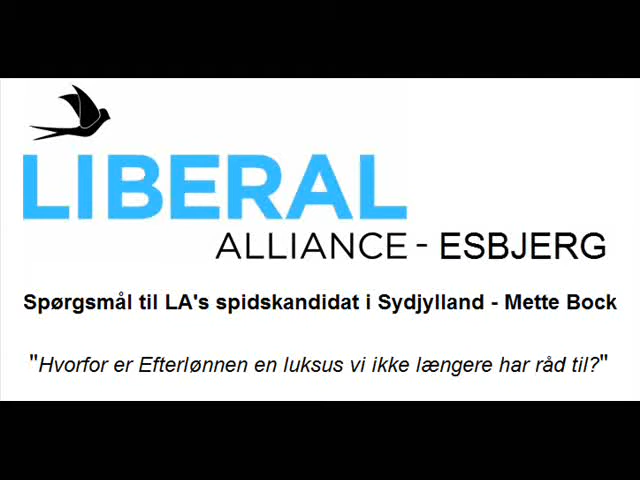 LIBERAL
ALLIANCE - ESBJERG
Spørgsmål til LA's spidskandidat i Sydjylland - Mette Bock
"Hvorfor er Efterlønnen en luksus vi ikke længere har råd til?"